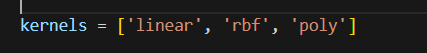 kernels = ['linear', 'rbf', 'poly']